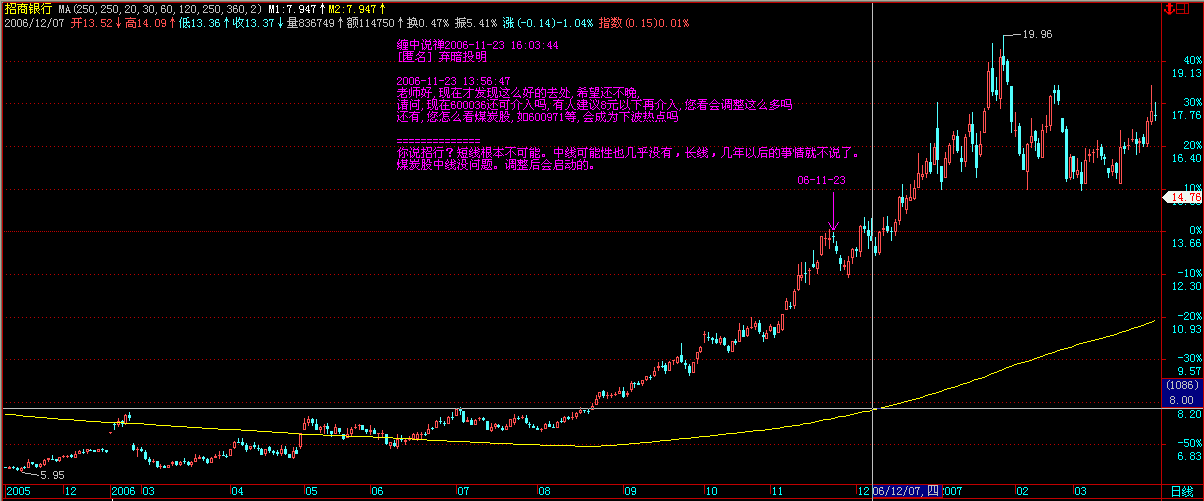 招商银行 MA(250,250,20,30,60,120,250,360,2) M1:7.947↑M2:7.947↑
2006/12/07 开13.52↓高14.09↑低13.36↑收13.37↓量836749↑额114750↑换0.47% 振5.41% 涨(-0.14)-1.04% 指数(0.15)0.01%
缠中说禅2006-11-23 16:03:44
[匿名] 弃暗投明
2006-11-23 13:56:47
老师好,现在才发现这么好的去处,希望还不晚,
请问,现在600036还可介入吗,有人建议8元以下再介入,您看会调整这么多吗
还有,您怎么看煤炭股,如600971等,会成为下波热点吗
==============
你说招行？短线根本不可能。中线可能性也几乎没有，长线，几年以后的事情就不说了。
煤炭股中线没问题。调整后会启动的。
06-11-23
19.96
40%
19.13
30%
17.76
20%
16.40
10%
14.76
0%
13.66
-10%
12.30
-20%
10.93
-30%
9.57
(1086)
8.00
8.20
-50%
6.83
5.95
2005 12 2006 03 04 05 06 07 08 09 10 11 12 06/12/07,四 007 02 03 日线